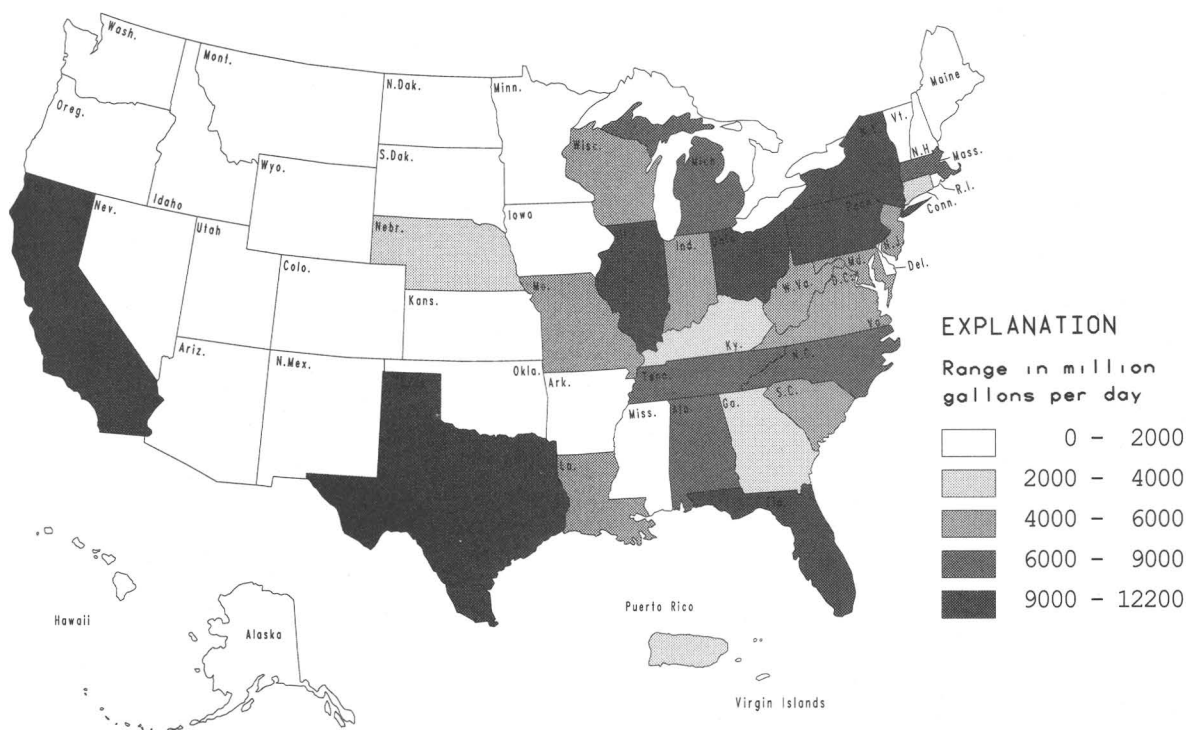 Wash.
Mont.
N.Dak.
Minn.
Maine
Oreg.
Vt.
N.Y.
Wisc.
Mich
N.H.
Mass.
S.Dak.
Wyo.
Idaho
R.I.
Conn.
Penn.
Nev.
Iowa
Utah
Nebr.
Ohio
Ind.
N.J.
Md.
Del.
D.C.
W.Va.
Colo.
Mo.
Kans.
Va.
Ky.
EXPLANATION
Ariz.
N.Mex.
Okla.
Ark.
Tenn.
N.C.
Range in million
gallons per day
Miss.
Ala.
Ga.
S.C.
0 - 2000
La.
2000 - 4000
Fla.
4000 - 6000
6000 - 9000
9000 - 12200
Puerto Rico
Hawaii
Alaska
Virgin Islands